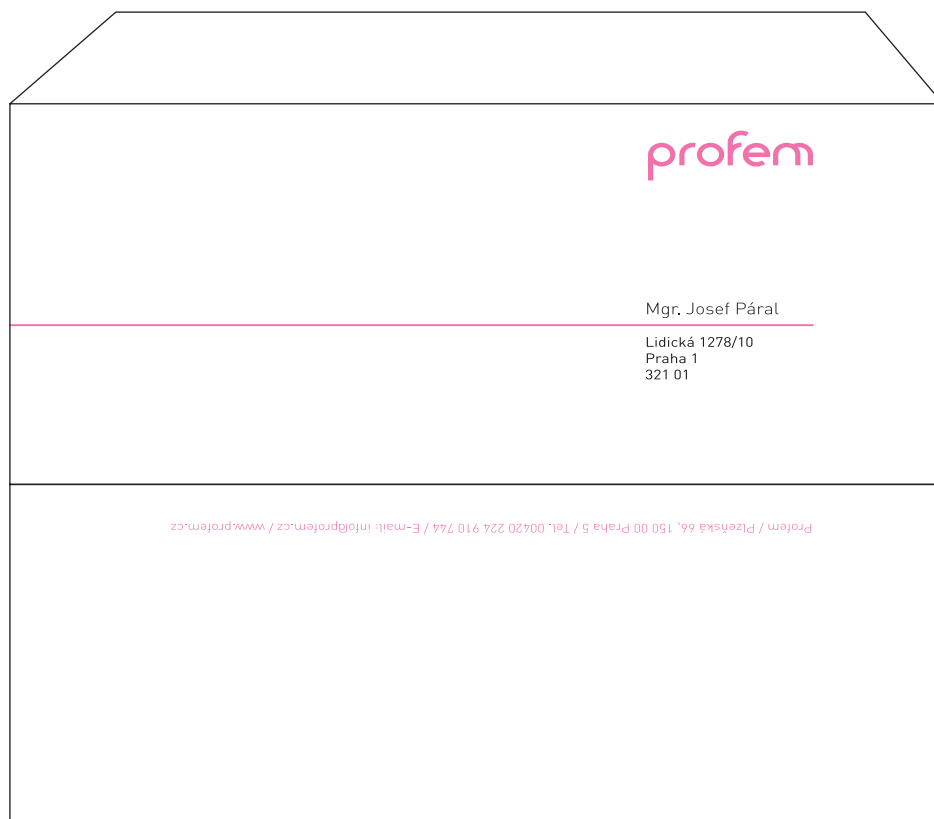 profem
Mgr. Josef Páral
Lidická 1278/10
Praha 1
321 01
Profem / Plzeňská 66, 150 00 Praha 5 / Tel. 00420 224 910 744 / E-mail: info@profem.cz / www.profem.cz